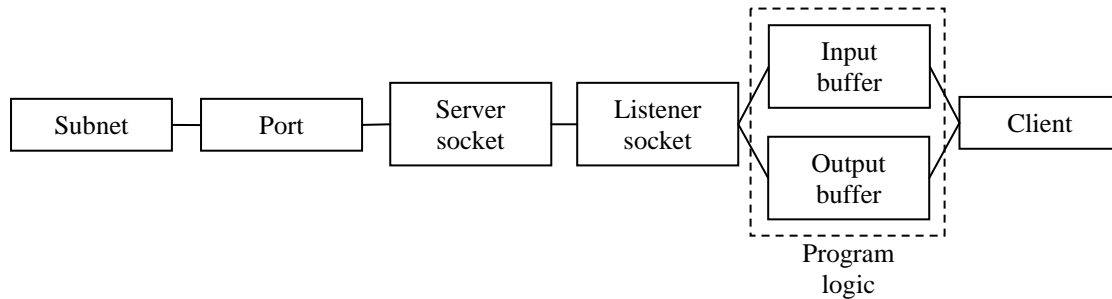 Subnet
Port
Server
socket
Listener
socket
Input
buffer
Output
buffer
Client
Program
logic